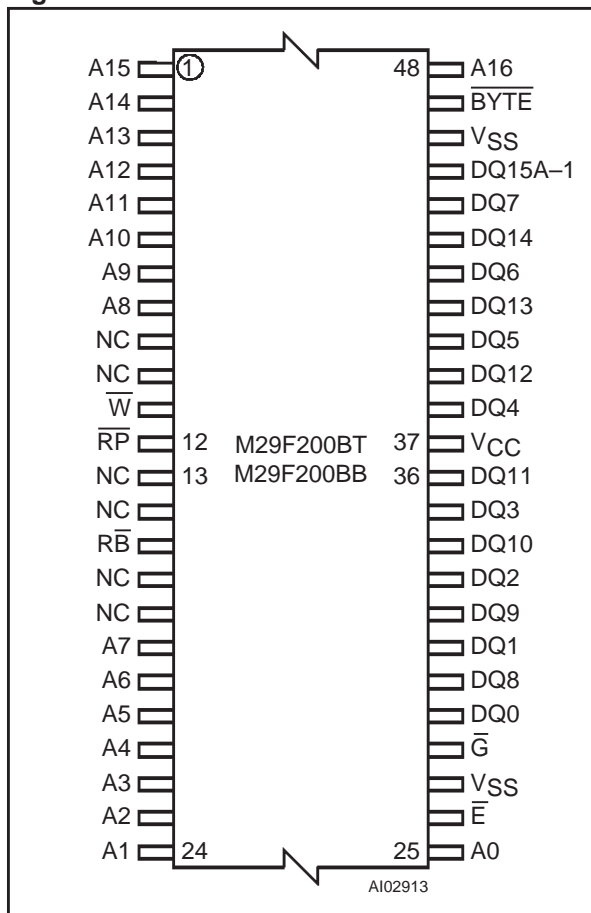 A15 1 48 A16
A14 B̅Y̅T̅E̅
A13 VSS
A12 DQ15A–1
A11 DQ7
A10 DQ14
A9 DQ6
A8 DQ13
NC DQ5
NC DQ12
W̅ DQ4
R̅P̅ 12 M29F200BT 37 VCC
NC 13 M29F200BB 36 DQ11
NC DQ3
RB̅ DQ10
NC DQ2
NC DQ9
A7 DQ1
A6 DQ8
A5 DQ0
A4 G̅
A3 VSS
A2 E̅
A1 24 25 A0
AI02913